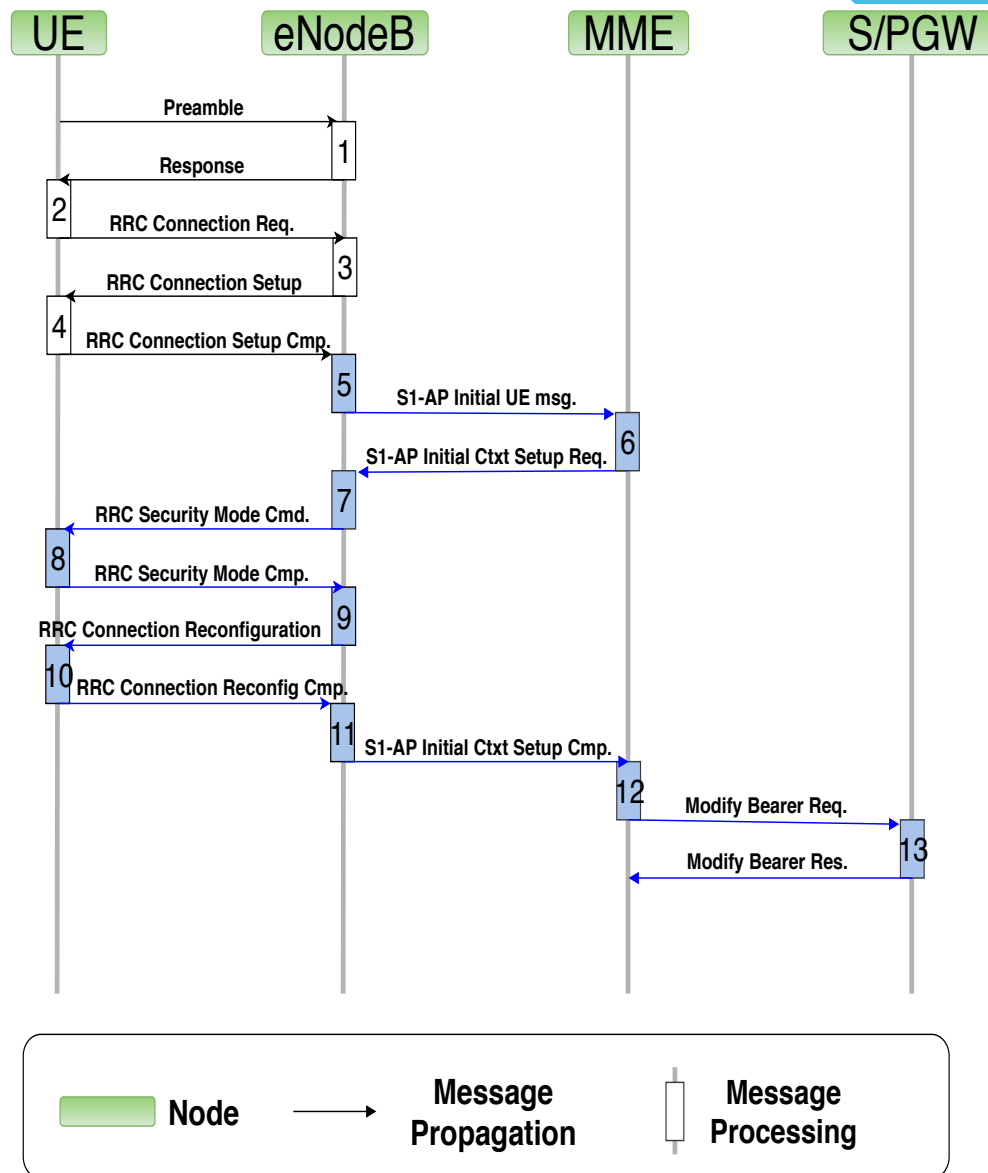 UE eNodeB MME S/PGW
Preamble
1
Response
2
RRC Connection Req.
3
RRC Connection Setup
4
RRC Connection Setup Cmp.
5
S1-AP Initial UE msg.
6
S1-AP Initial Ctxt Setup Req.
7
RRC Security Mode Cmd.
8
RRC Security Mode Cmp.
9
RRC Connection Reconfiguration
10
RRC Connection Reconfig Cmp.
11
S1-AP Initial Ctxt Setup Cmp.
12
Modify Bearer Req.
13
Modify Bearer Res.
Node
Message
Propagation
Message
Processing